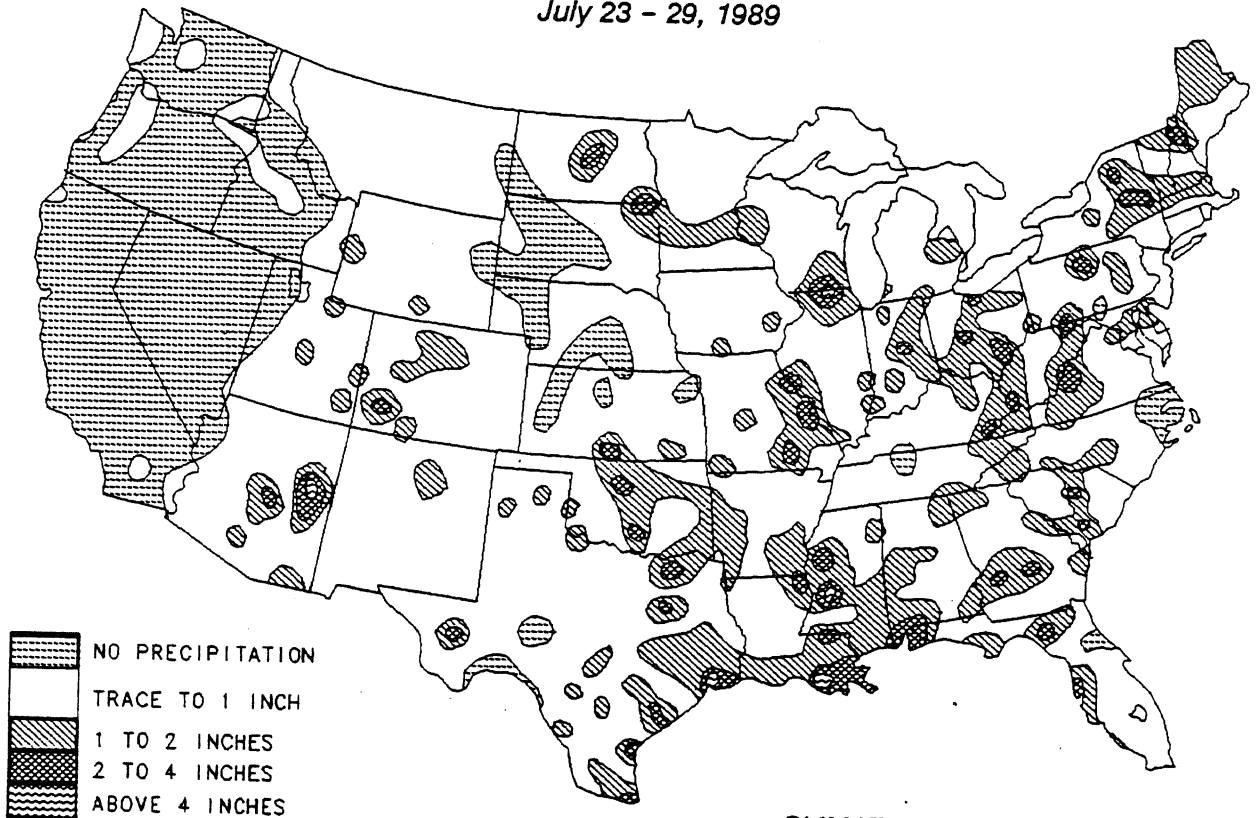 July 23 – 29, 1989
NO PRECIPITATION
TRACE TO 1 INCH
1 TO 2 INCHES
2 TO 4 INCHES
ABOVE 4 INCHES